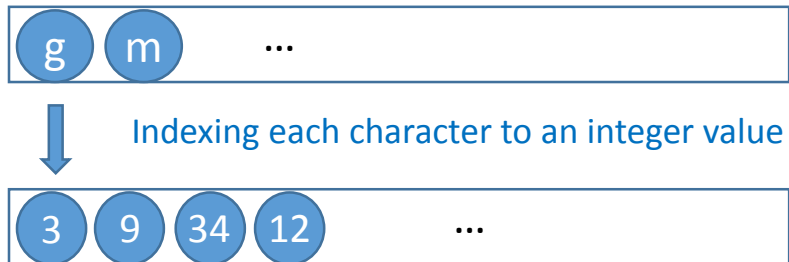 g m ...
Indexing each character to an integer value
3 9 34 12 ...